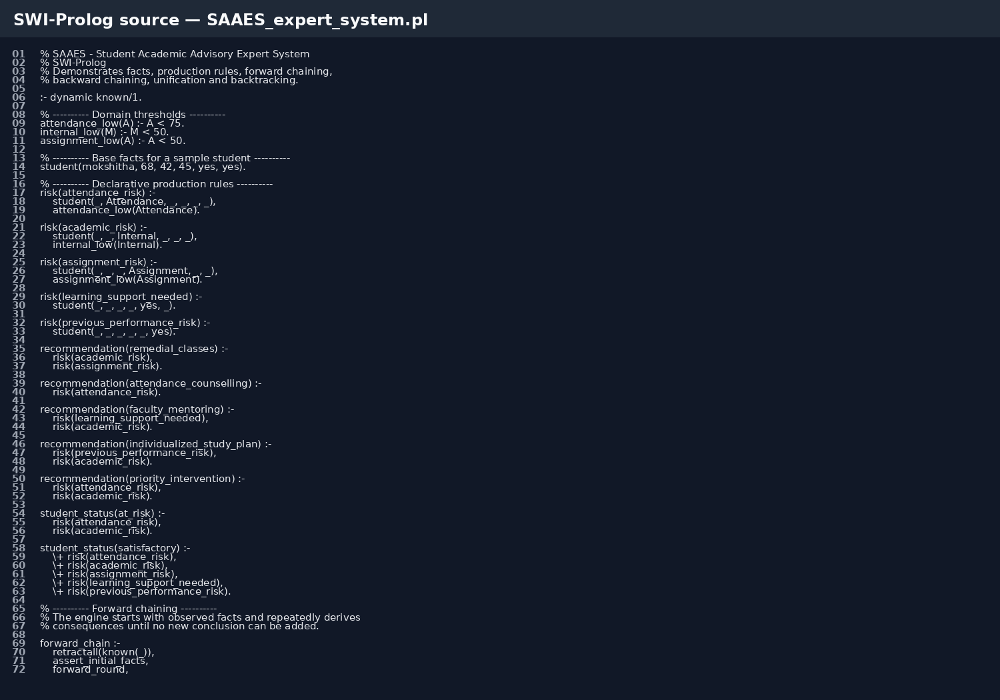 SWI-Prolog source — SAAES_expert_system.pl
01 % SAAES - Student Academic Advisory Expert System
02 % SWI-Prolog
03 % Demonstrates facts, production rules, forward chaining,
04 % backward chaining, unification and backtracking.
05
06 :- dynamic known/1.
07
08 % ---------- Domain thresholds ----------
09 attendance_low(A) :- A < 75.
10 internal_low(M) :- M < 50.
11 assignment_low(A) :- A < 50.
12
13 % ---------- Base facts for a sample student ----------
14 student(mokshitha, 68, 42, 45, yes, yes).
15
16 % ---------- Declarative production rules ----------
17 risk(attendance_risk) :-
18     student(_, Attendance, _, _, _, _),
19     attendance_low(Attendance).
20
21 risk(academic_risk) :-
22     student(_, _, Internal, _, _, _),
23     internal_low(Internal).
24
25 risk(assignment_risk) :-
26     student(_, _, _, Assignment, _, _),
27     assignment_low(Assignment).
28
29 risk(learning_support_needed) :-
30     student(_, _, _, _, yes, _).
31
32 risk(previous_performance_risk) :-
33     student(_, _, _, _, _, yes).
34
35 recommendation(remedial_classes) :-
36     risk(academic_risk),
37     risk(assignment_risk).
38
39 recommendation(attendance_counselling) :-
40     risk(attendance_risk).
41
42 recommendation(faculty_mentoring) :-
43     risk(learning_support_needed),
44     risk(academic_risk).
45
46 recommendation(individualized_study_plan) :-
47     risk(previous_performance_risk),
48     risk(academic_risk).
49
50 recommendation(priority_intervention) :-
51     risk(attendance_risk),
52     risk(academic_risk).
53
54 student_status(at_risk) :-
55     risk(attendance_risk),
56     risk(academic_risk).
57
58 student_status(satisfactory) :-
59     \+ risk(attendance_risk),
60     \+ risk(academic_risk),
61     \+ risk(assignment_risk),
62     \+ risk(learning_support_needed),
63     \+ risk(previous_performance_risk).
64
65 % ---------- Forward chaining ----------
66 % The engine starts with observed facts and repeatedly derives
67 % consequences until no new conclusion can be added.
68
69 forward_chain :-
70     retractall(known(_)),
71     assert_initial_facts,
72     forward_round,